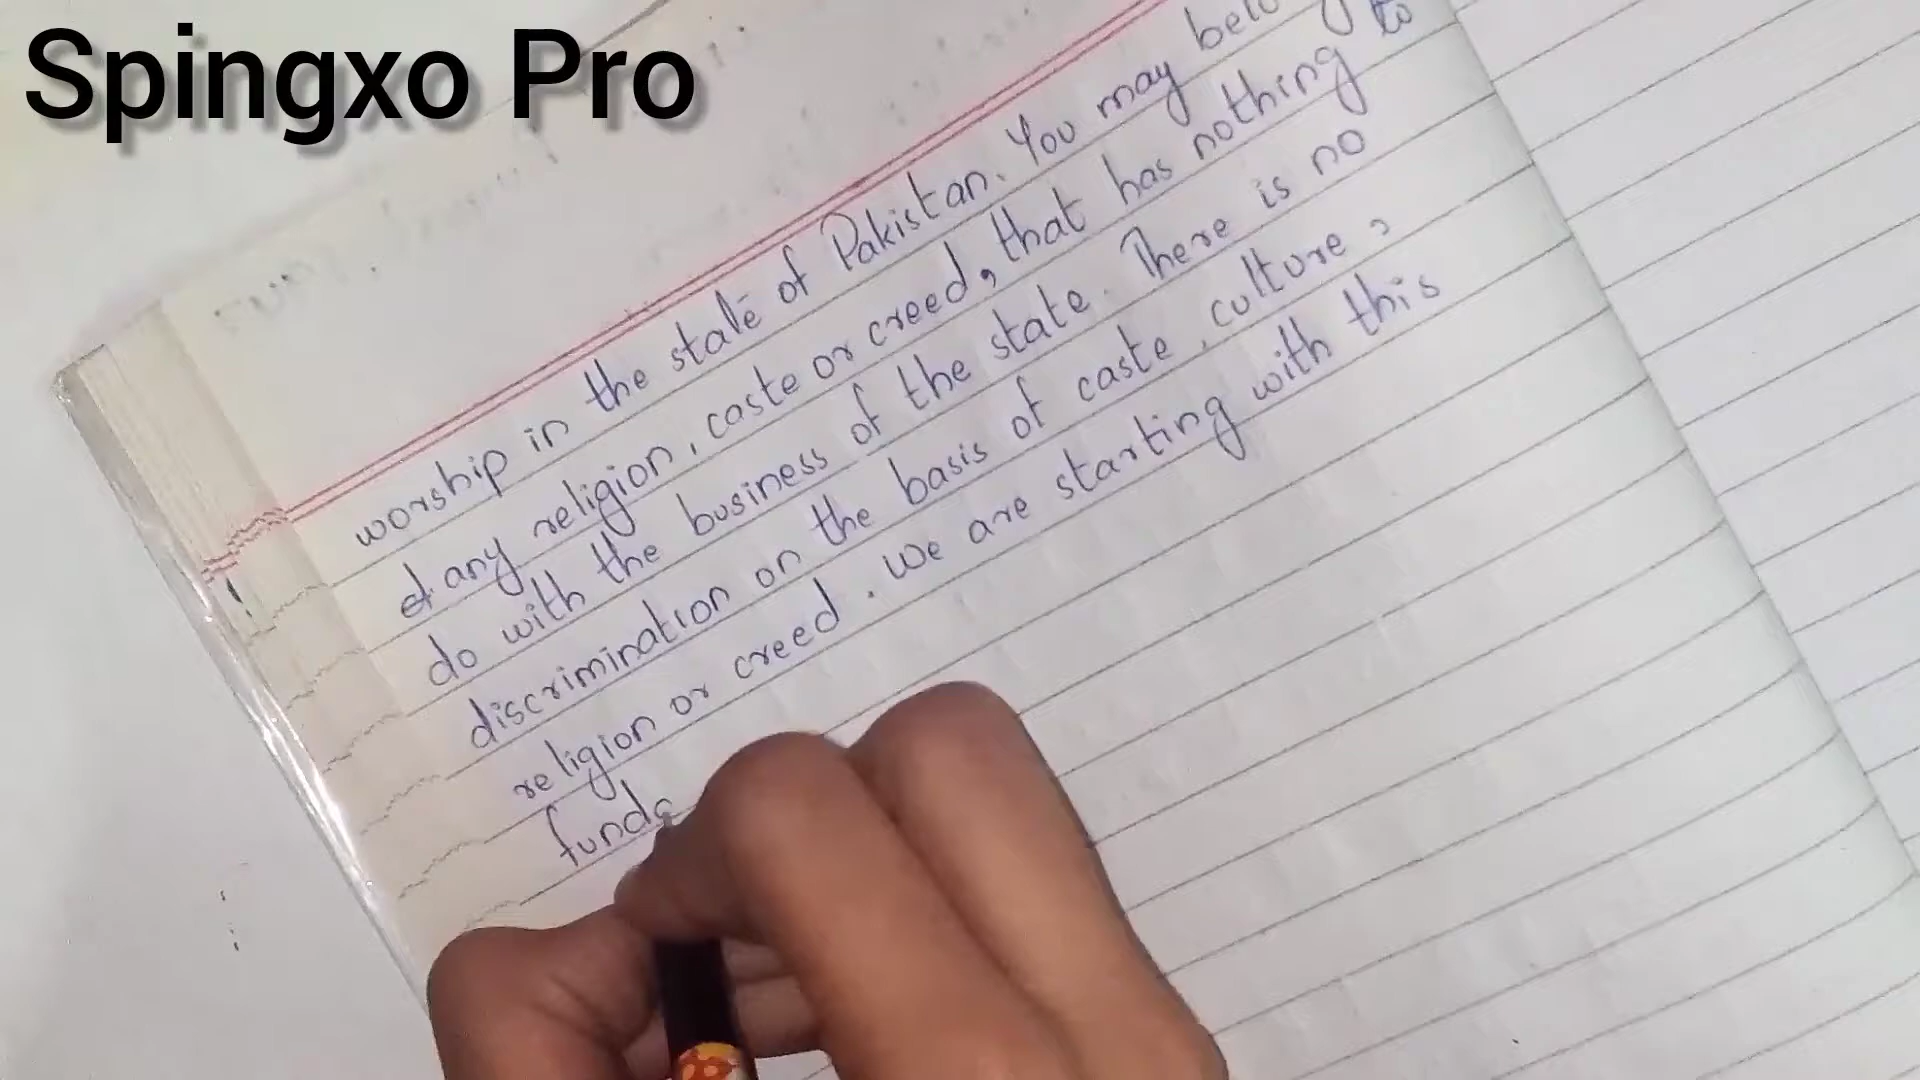 Spingxo Pro
worship in the state of Pakistan. You may belo
of any religion, caste or creed, that has nothing to
do with the business of the state. There is no
discrimination on the basis of caste, culture,
religion or creed. we are starting with this
funda